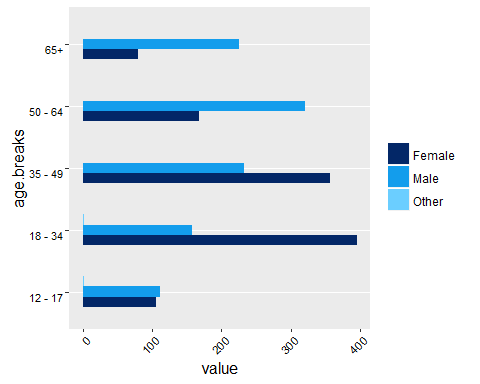 65+
50 - 64
35 - 49
18 - 34
12 - 17
age.breaks
0
100
200
300
400
value
Female
Male
Other